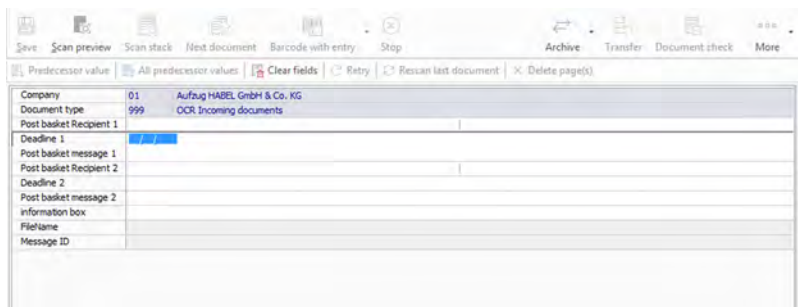 Save Scan preview Scan stack Next document Barcode with entry Stop Archive Transfer Document check More
Predecessor value All predecessor values Clear fields Retry Rescan last document Delete page(s)
Company 01 Aufzug HABEL GmbH & Co. KG
Document type 999 OCR Incoming documents
Post basket Recipient 1
Deadline 1 / /
Post basket message 1
Post basket Recipient 2
Deadline 2
Post basket message 2
information box
FileName
Message ID